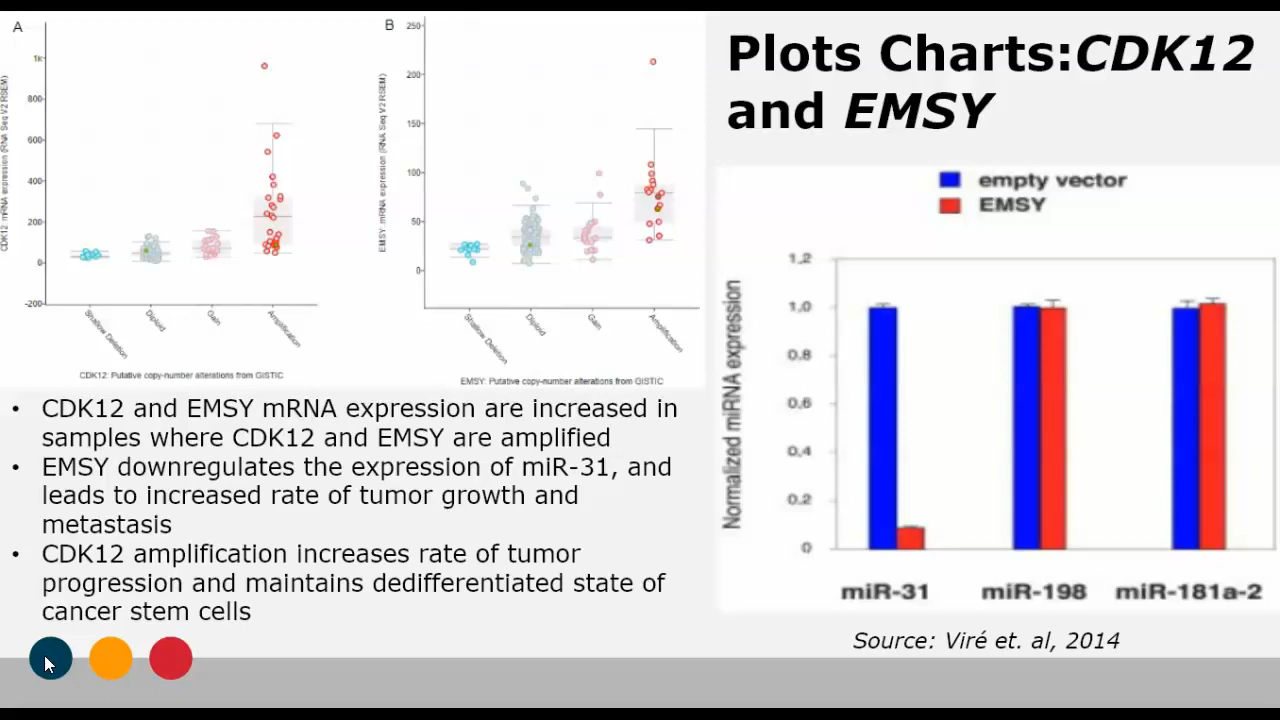 Plots Charts:CDK12
and EMSY
A
CDK12: mRNA expression (RNA Seq V2 RSEM)
1k
800
600
400
200
0
-200
Shallow Deletion
Diploid
Gain
Amplification
CDK12: Putative copy-number alterations from GISTIC
B
EMSY: mRNA expression (RNA Seq V2 RSEM)
250
200
150
100
50
0
Shallow Deletion
Diploid
Gain
Amplification
EMSY: Putative copy-number alterations from GISTIC
• CDK12 and EMSY mRNA expression are increased in
samples where CDK12 and EMSY are amplified
• EMSY downregulates the expression of miR-31, and
leads to increased rate of tumor growth and
metastasis
• CDK12 amplification increases rate of tumor
progression and maintains dedifferentiated state of
cancer stem cells
empty vector
EMSY
Normalized miRNA expression
1,2
1,0
0,8
0,6
0,4
0,2
0
miR-31 miR-198 miR-181a-2
Source: Viré et. al, 2014